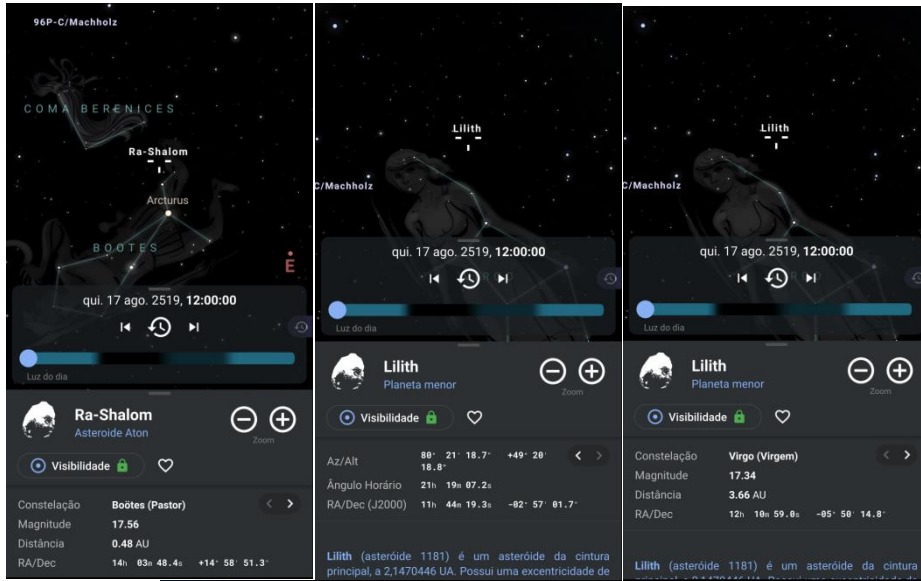 96P-C/Machholz
COMA BERENICES
Ra-Shalom
Arcturus
BOOTES
E
qui. 17 ago. 2519, 12:00:00
Luz do dia
Ra-Shalom
Asteroide Aton
Zoom
Visibilidade
Constelação Boötes (Pastor)
Magnitude 17.56
Distância 0.48 AU
RA/Dec 14h 03m 48.4s +14° 58' 51.3"
Lilith
C/Machholz
qui. 17 ago. 2519, 12:00:00
Luz do dia
Lilith
Planeta menor
Zoom
Visibilidade
Az/Alt 80° 21' 18.7" +49° 20'
18.8"
Ângulo Horário 21h 19m 07.2s
RA/Dec (J2000) 11h 44m 19.3s -02° 57' 01.7"
Lilith (asteróide 1181) é um asteróide da cintura
principal, a 2,1470446 UA. Possui uma excentricidade de
Lilith
C/Machholz
qui. 17 ago. 2519, 12:00:00
Luz do dia
Lilith
Planeta menor
Zoom
Visibilidade
Constelação Virgo (Virgem)
Magnitude 17.34
Distância 3.66 AU
RA/Dec 12h 10m 59.0s -05° 50' 14.8"
Lilith (asteróide 1181) é um asteróide da cintura